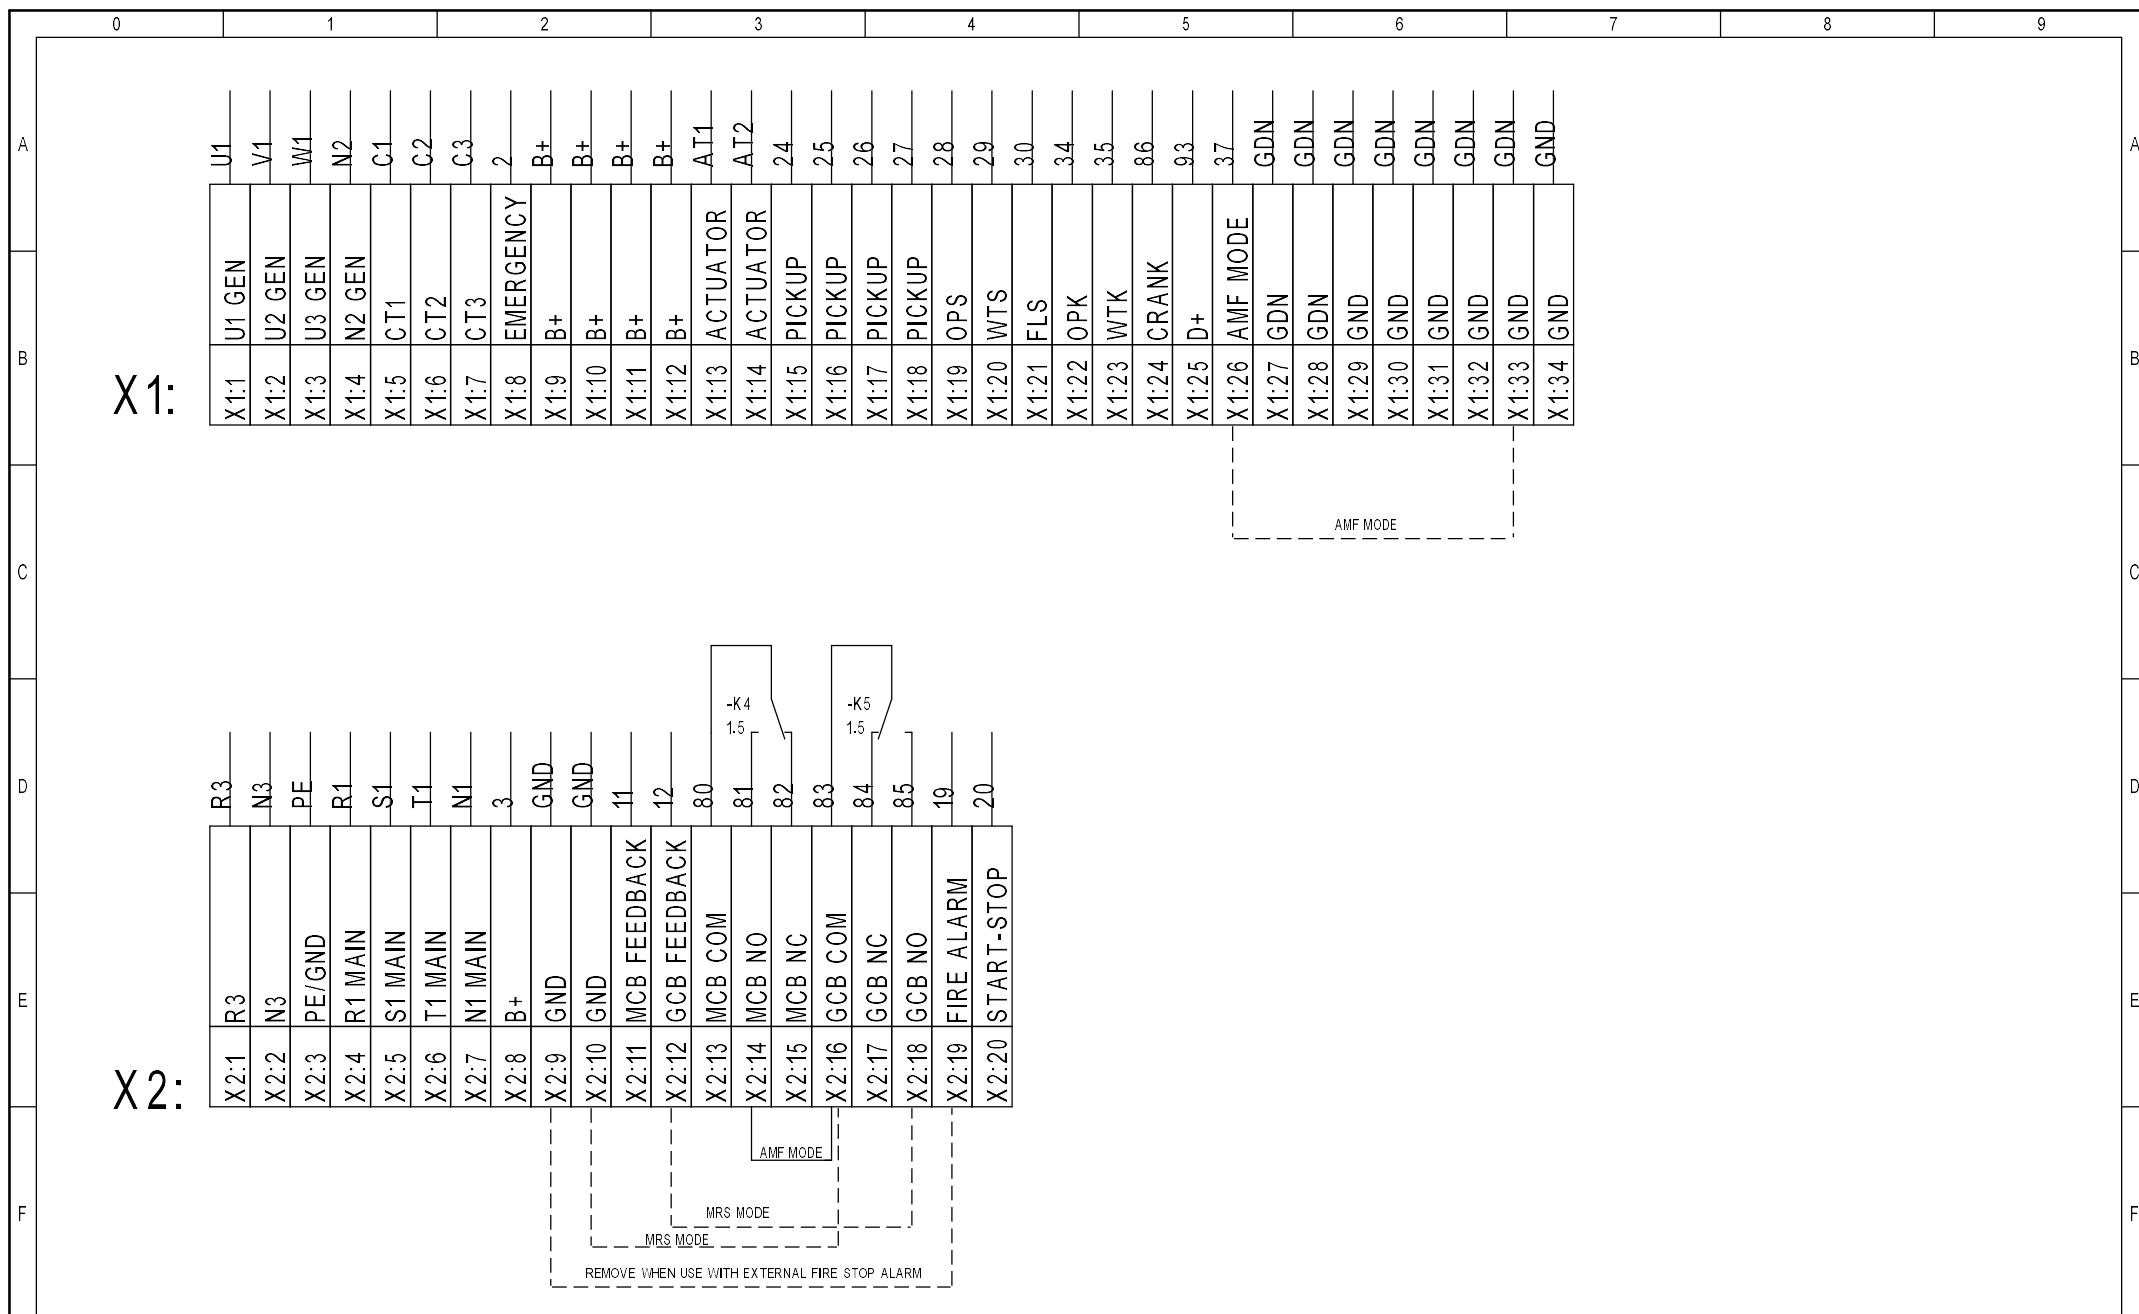 0 1 2 3 4 5 6 7 8 9
A U1 V1 W1 N2 C1 C2 C3 2 B+ B+ B+ B+ AT1 AT2 24 25 26 27 28 29 30 34 35 86 93 37 GDN GDN GDN GDN GDN GDN GDN GND A
U1 GEN U2 GEN U3 GEN N2 GEN CT1 CT2 CT3 EMERGENCY B+ B+ B+ B+ ACTUATOR ACTUATOR PICKUP PICKUP PICKUP PICKUP OPS WTS FLS OPK WTK CRANK D+ AMF MODE GDN GDN GND GND GND GND GND GND
B B
X1: X1:1 X1:2 X1:3 X1:4 X1:5 X1:6 X1:7 X1:8 X1:9 X1:10 X1:11 X1:12 X1:13 X1:14 X1:15 X1:16 X1:17 X1:18 X1:19 X1:20 X1:21 X1:22 X1:23 X1:24 X1:25 X1:26 X1:27 X1:28 X1:29 X1:30 X1:31 X1:32 X1:33 X1:34
AMF MODE
C C
-K4 -K5
1.5 1.5
D R3 N3 PE R1 S1 T1 N1 3 GND GND 11 12 80 81 82 83 84 85 19 20 D
R3 N3 PE/GND R1 MAIN S1 MAIN T1 MAIN N1 MAIN B+ GND GND MCB FEEDBACK GCB FEEDBACK MCB COM MCB NO MCB NC GCB COM GCB NC GCB NO FIRE ALARM START-STOP
E E
X2: X2:1 X2:2 X2:3 X2:4 X2:5 X2:6 X2:7 X2:8 X2:9 X2:10 X2:11 X2:12 X2:13 X2:14 X2:15 X2:16 X2:17 X2:18 X2:19 X2:20
AMF MODE
F MRS MODE F
MRS MODE
REMOVE WHEN USE WITH EXTERNAL FIRE STOP ALARM